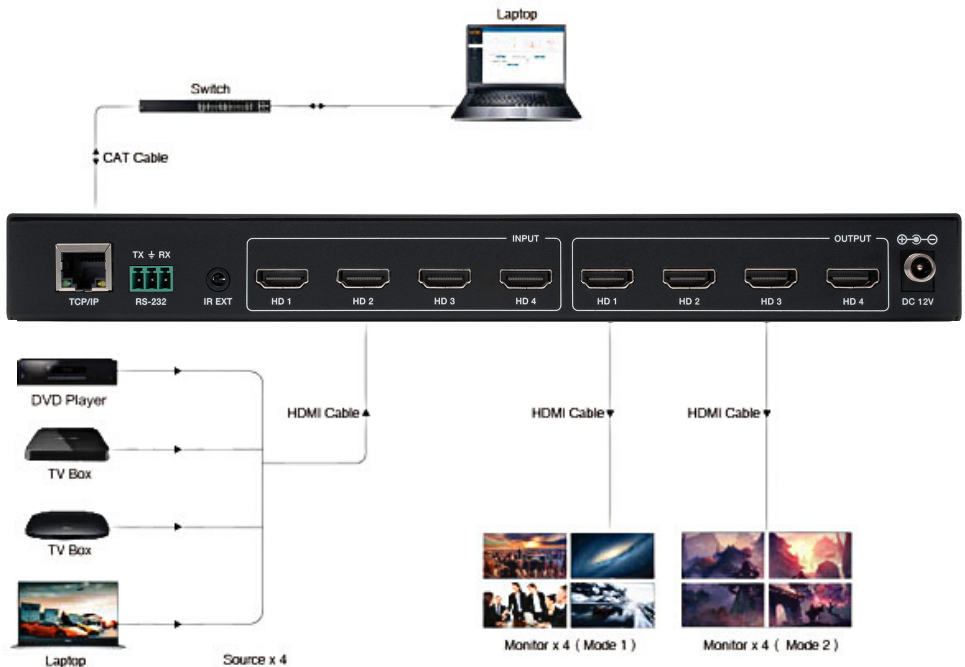 Laptop
Switch
CAT Cable
INPUT
OUTPUT
TX RX
TCP/IP
RS-232
IR EXT
HD 1
HD 2
HD 3
HD 4
HD 1
HD 2
HD 3
HD 4
DC 12V
DVD Player
HDMI Cable
HDMI Cable
HDMI Cable
TV Box
TV Box
Laptop
Source x 4
Monitor x 4 ( Mode 1 )
Monitor x 4 ( Mode 2 )